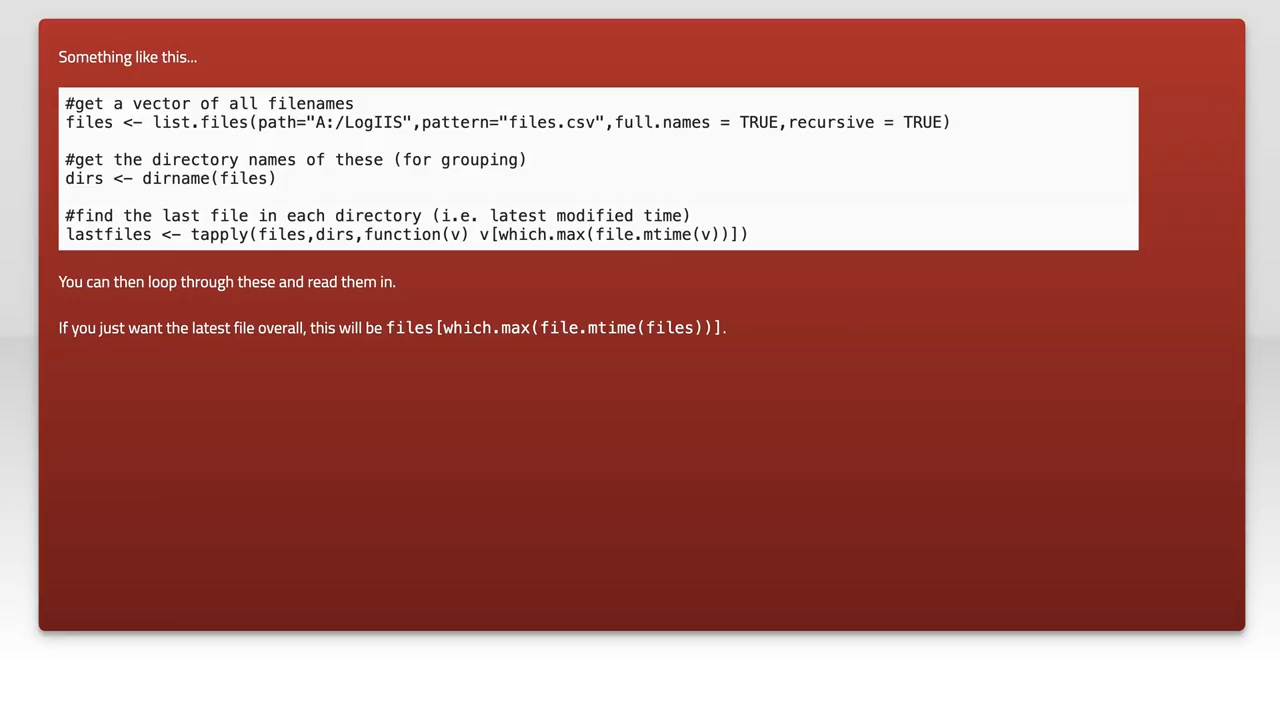 Something like this...
#get a vector of all filenames
files <- list.files(path="A:/LogIIS",pattern="files.csv",full.names = TRUE,recursive = TRUE)
#get the directory names of these (for grouping)
dirs <- dirname(files)
#find the last file in each directory (i.e. latest modified time)
lastfiles <- tapply(files,dirs,function(v) v[which.max(file.mtime(v))])
You can then loop through these and read them in.
If you just want the latest file overall, this will be files[which.max(file.mtime(files))].